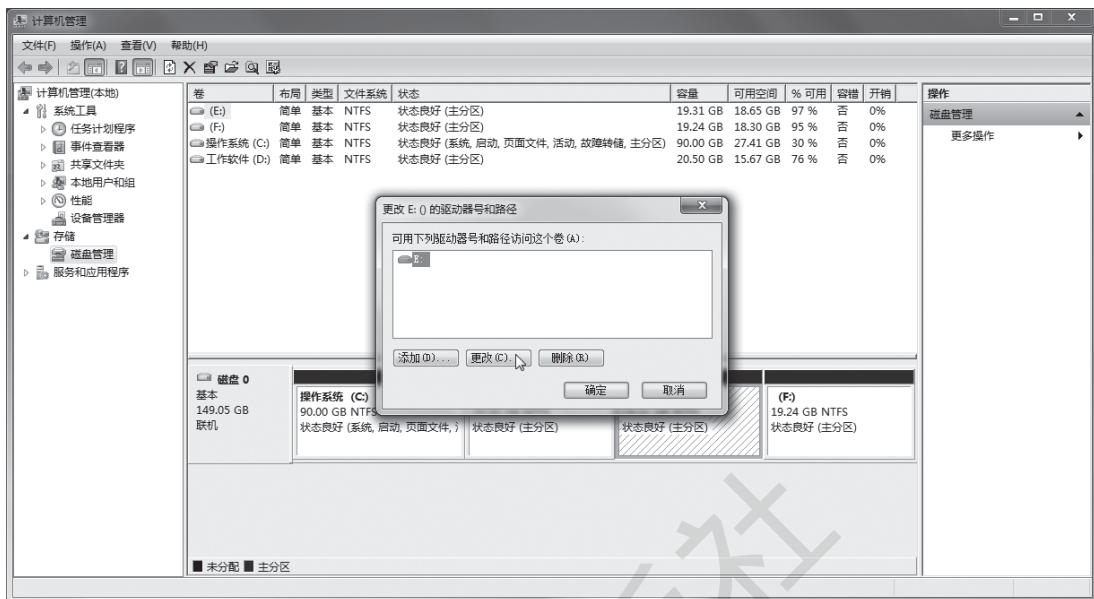 计算机管理
文件(F) 操作(A) 查看(V) 帮助(H)
计算机管理(本地)
系统工具
任务计划程序
事件查看器
共享文件夹
本地用户和组
性能
设备管理器
存储
磁盘管理
服务和应用程序
卷 布局 类型 文件系统 状态 容量 可用空间 % 可用 容错 开销
(E:) 简单 基本 NTFS 状态良好 (主分区) 19.31 GB 18.65 GB 97 % 否 0%
(F:) 简单 基本 NTFS 状态良好 (主分区) 19.24 GB 18.30 GB 95 % 否 0%
操作系统 (C:) 简单 基本 NTFS 状态良好 (系统, 启动, 页面文件, 活动, 故障转储, 主分区) 90.00 GB 27.41 GB 30 % 否 0%
工作软件 (D:) 简单 基本 NTFS 状态良好 (主分区) 20.50 GB 15.67 GB 76 % 否 0%
更改 E: () 的驱动器号和路径
可用下列驱动器号和路径访问这个卷(A):
E:
添加(D)... 更改(C). 删除(R)
确定 取消
磁盘 0
基本
149.05 GB
联机
操作系统 (C:)
90.00 GB NTFS
状态良好 (系统, 启动, 页面文件,
状态良好 (主分区)
状态良好 (主分区)
(F:)
19.24 GB NTFS
状态良好 (主分区)
未分配 主分区
操作
磁盘管理
更多操作
社